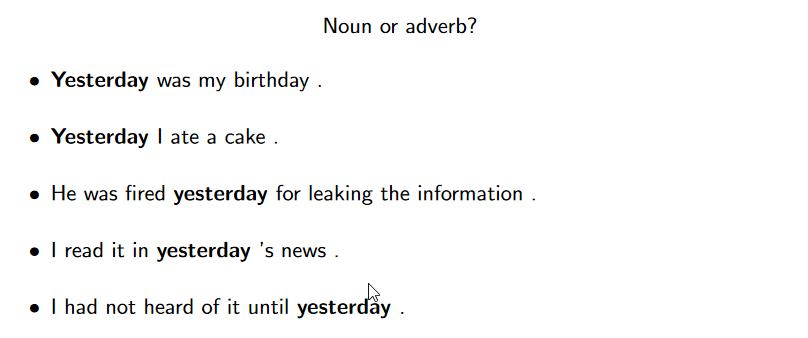 Noun or adverb?
• Yesterday was my birthday .
• Yesterday I ate a cake .
• He was fired yesterday for leaking the information .
• I read it in yesterday 's news .
• I had not heard of it until yesterday .